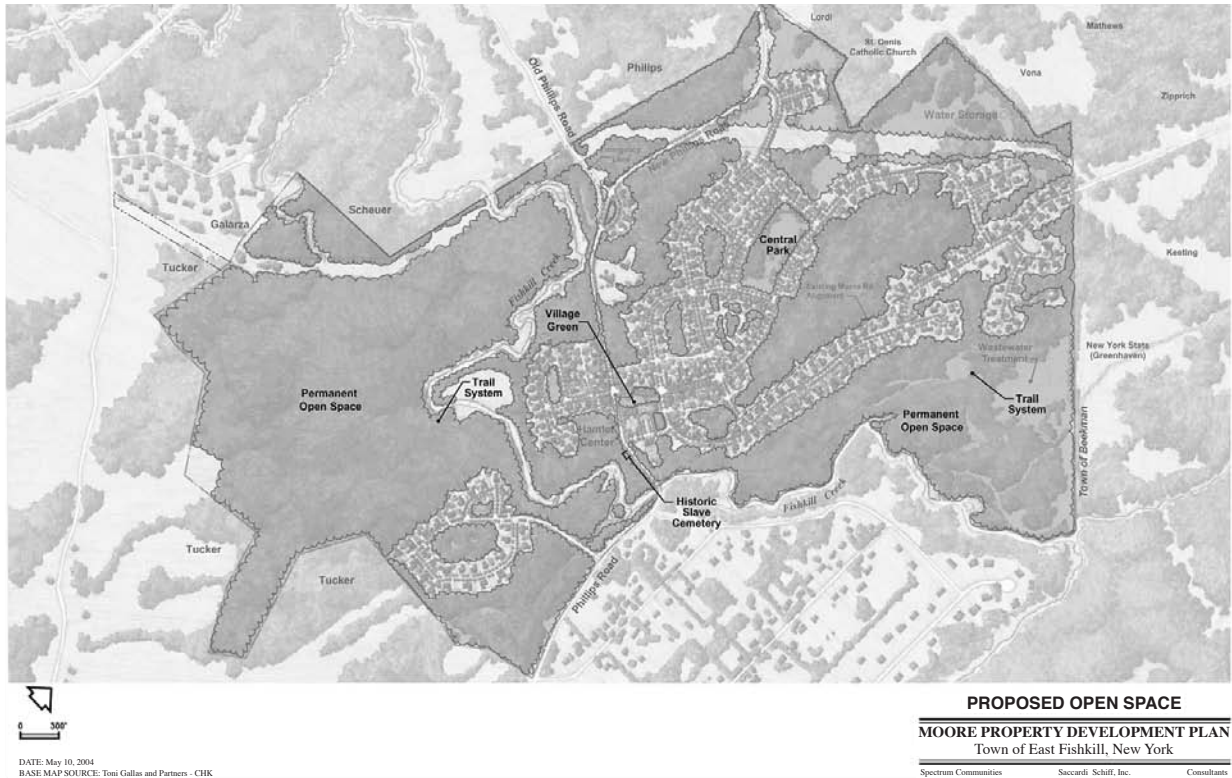 Lordi
Mathews
St. Denis
Catholic Church
Vona
Philips
Old Phillips Road
Zipprich
Water Storage
Scheuer
Galarza
Tucker
Central
Park
Kesting
Fishkill Creek
Existing Morris Rd.
Alignment
Village
Green
Wastewater
Treatment
New York State
(Greenhaven)
Trail
System
Permanent
Open Space
Trail
System
Permanent
Open Space
Hamlet
Center
Town of Beekman
Historic
Slave
Cemetery
Fishkill Creek
Tucker
Tucker
Phillips Road
0 300'
PROPOSED OPEN SPACE
MOORE PROPERTY DEVELOPMENT PLAN
Town of East Fishkill, New York
DATE: May 10, 2004
BASE MAP SOURCE: Toni Gallas and Partners - CHK
Spectrum Communities Saccardi Schiff, Inc. Consultants